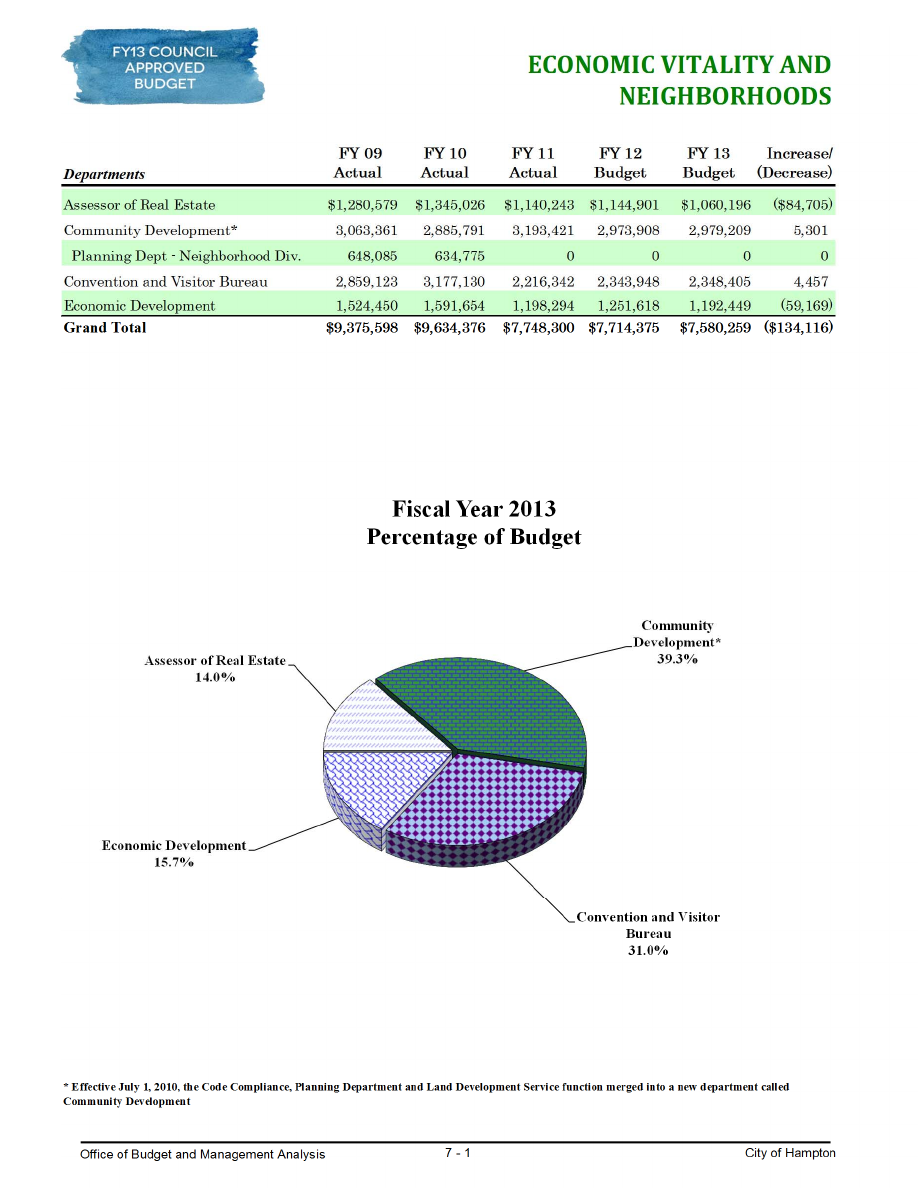 FY13 COUNCIL
APPROVED
BUDGET
ECONOMIC VITALITY AND
NEIGHBORHOODS
Departments FY 09 Actual FY 10 Actual FY 11 Actual FY 12 Budget FY 13 Budget Increase/ (Decrease)
Assessor of Real Estate $1,280,579 $1,345,026 $1,140,243 $1,144,901 $1,060,196 ($84,705)
Community Development* 3,063,361 2,885,791 3,193,421 2,973,908 2,979,209 5,301
Planning Dept - Neighborhood Div. 648,085 634,775 0 0 0 0
Convention and Visitor Bureau 2,859,123 3,177,130 2,216,342 2,343,948 2,348,405 4,457
Economic Development 1,524,450 1,591,654 1,198,294 1,251,618 1,192,449 (59,169)
Grand Total $9,375,598 $9,634,376 $7,748,300 $7,714,375 $7,580,259 ($134,116)
Fiscal Year 2013
Percentage of Budget
Community
Development*
39.3%
Assessor of Real Estate
14.0%
Economic Development
15.7%
Convention and Visitor
Bureau
31.0%
* Effective July 1, 2010, the Code Compliance, Planning Department and Land Development Service function merged into a new department called
Community Development
Office of Budget and Management Analysis 7 - 1 City of Hampton